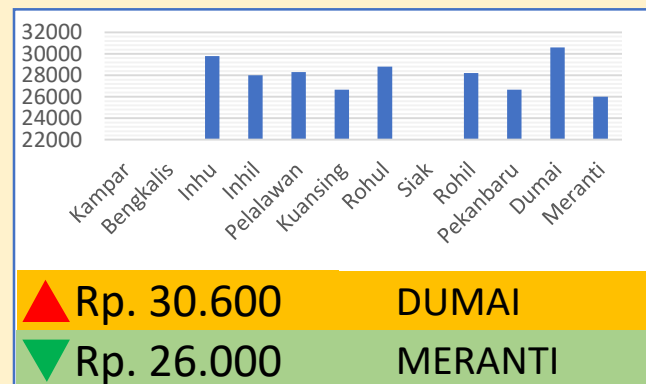 32000
30000
28000
26000
24000
22000
Kampar
Bengkalis
Inhu
Inhil
Pelalawan
Kuansing
Rohul
Siak
Rohil
Pekanbaru
Dumai
Meranti
Rp. 30.600 DUMAI
Rp. 26.000 MERANTI